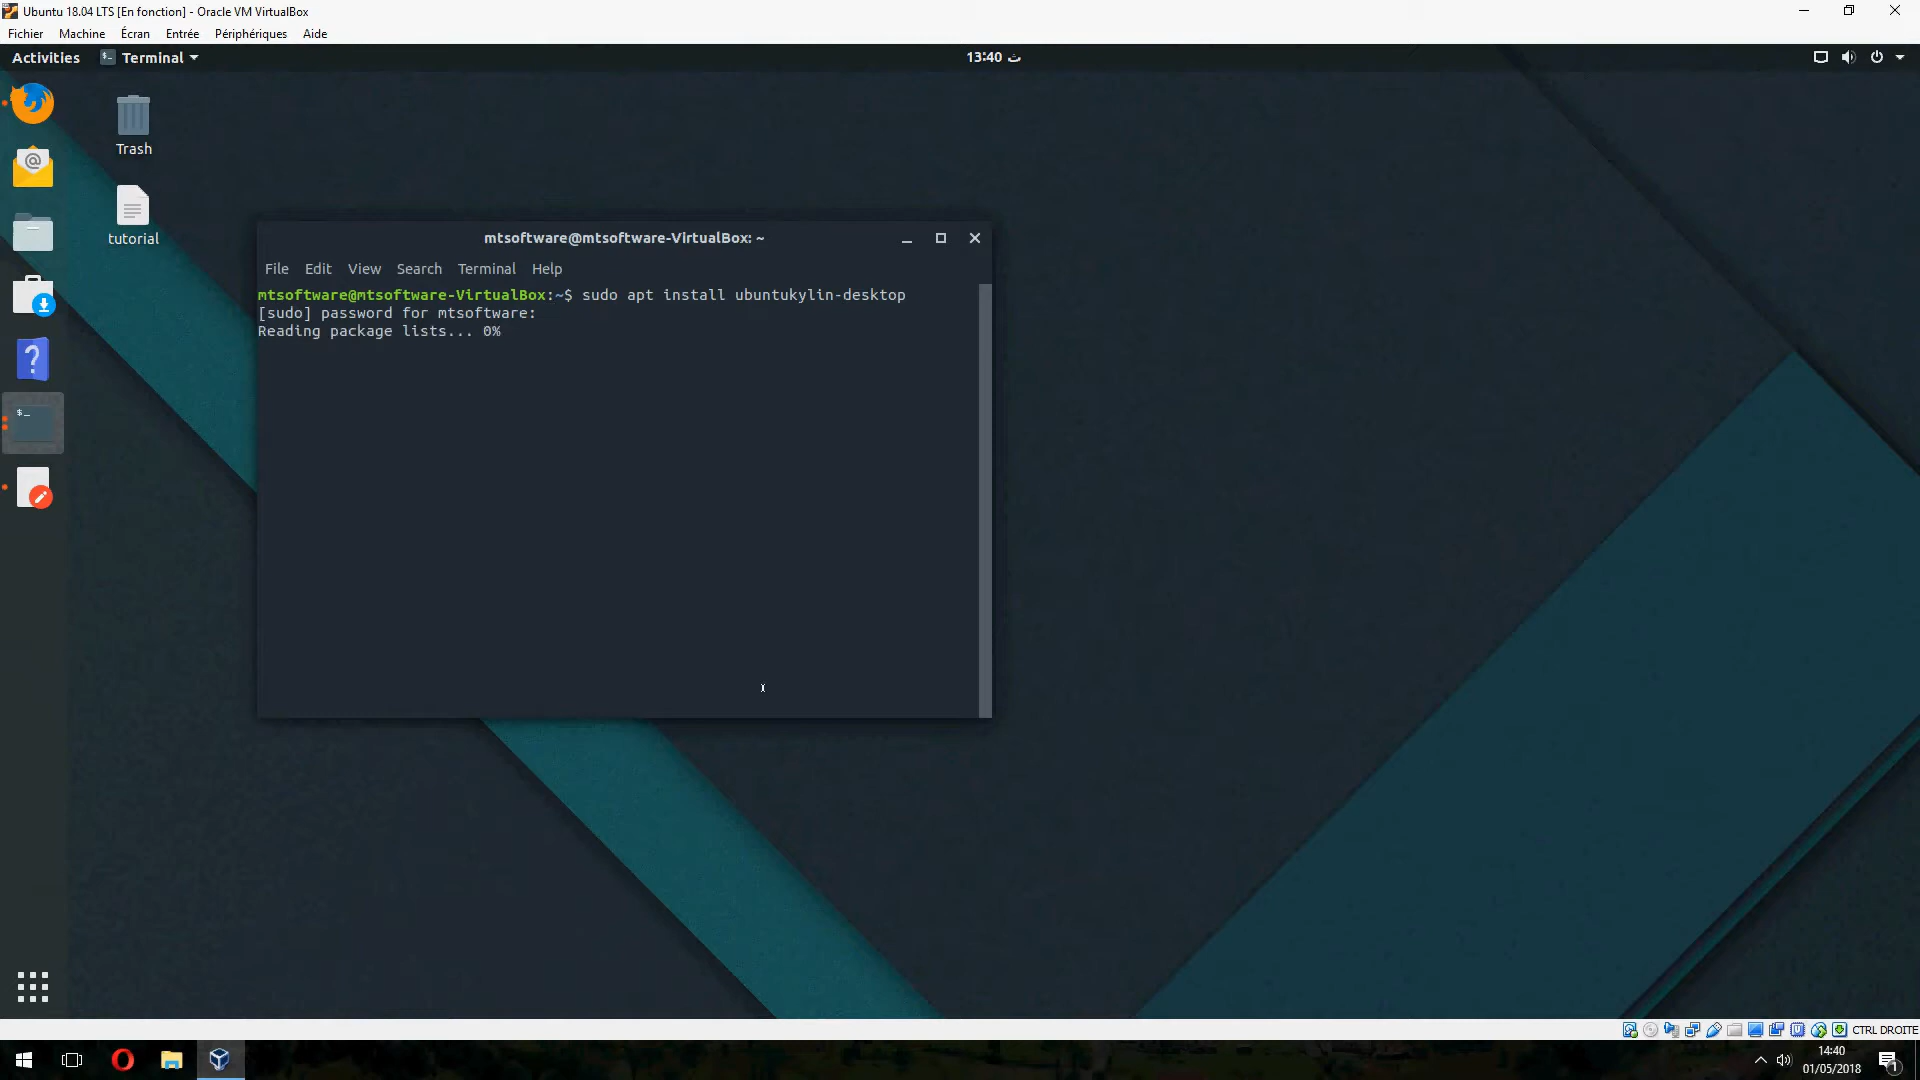 Ubuntu 18.04 LTS [En fonction] - Oracle VM VirtualBox
Fichier Machine Écran Entrée Périphériques Aide
Activities Terminal 13:40 ث
Trash
tutorial
mtsoftware@mtsoftware-VirtualBox: ~
File Edit View Search Terminal Help
mtsoftware@mtsoftware-VirtualBox:~$ sudo apt install ubuntukylin-desktop
[sudo] password for mtsoftware:
Reading package lists... 0%
CTRL DROITE
14:40
01/05/2018
1